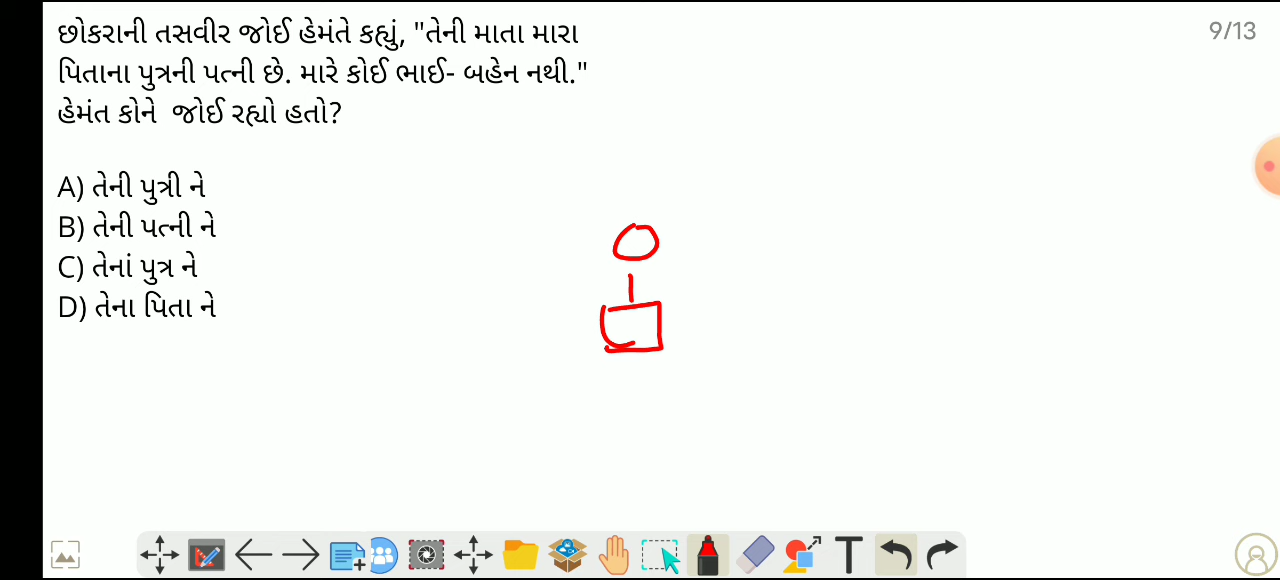 છોકરાની તસવીર જોઈ હેમંતે કહ્યું, "તેની માતા મારા
9/13
પિતાના પુત્રની પત્ની છે. મારે કોઈ ભાઈ- બહેન નથી."
હેમંત કોને જોઈ રહ્યો હતો?
A) તેની પુત્રી ને
B) તેની પત્ની ને
C) તેનાં પુત્ર ને
D) તેના પિતા ને